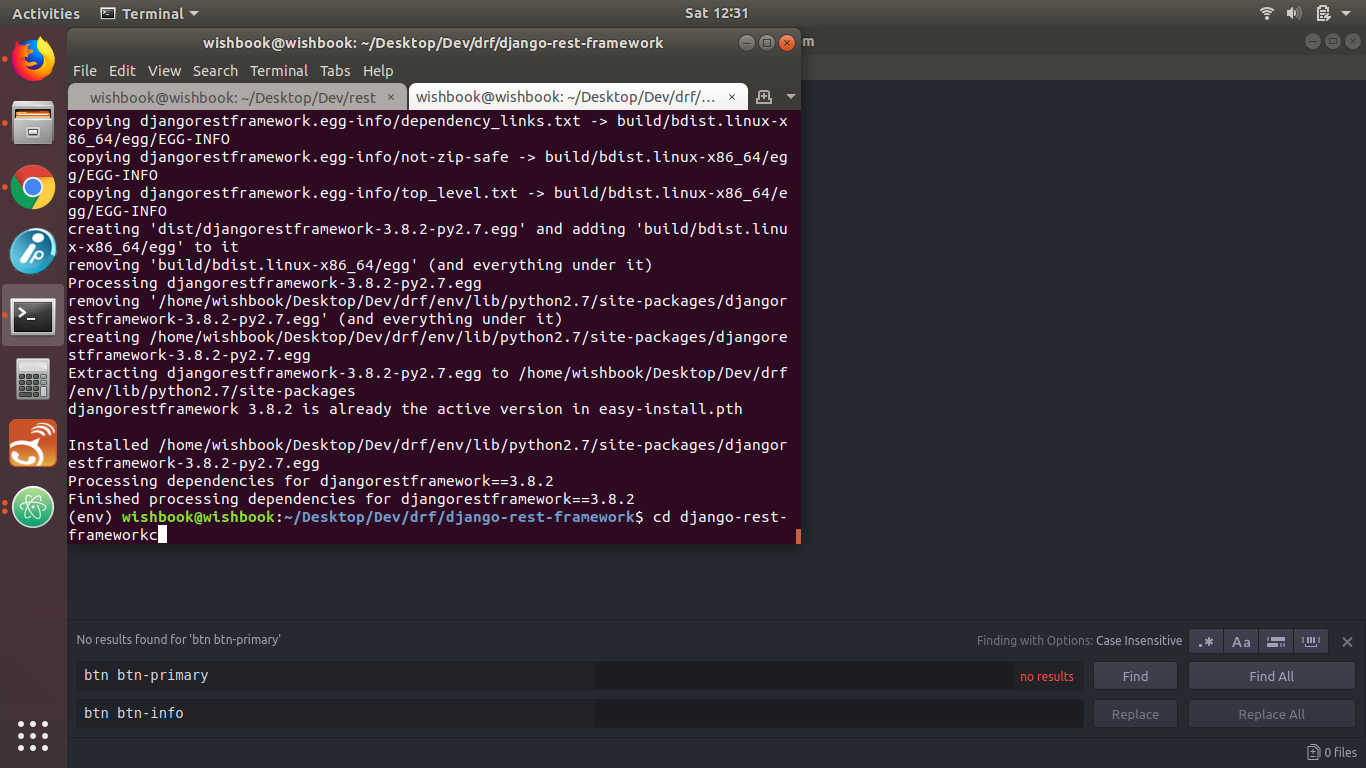 Activities
Terminal
Sat 12:31
wishbook@wishbook: ~/Desktop/Dev/drf/django-rest-framework
m
File Edit View Search Terminal Tabs Help
wishbook@wishbook: ~/Desktop/Dev/rest ×
wishbook@wishbook: ~/Desktop/Dev/drf/... ×
copying djangorestframework.egg-info/dependency_links.txt -> build/bdist.linux-x
86_64/egg/EGG-INFO
copying djangorestframework.egg-info/not-zip-safe -> build/bdist.linux-x86_64/eg
g/EGG-INFO
copying djangorestframework.egg-info/top_level.txt -> build/bdist.linux-x86_64/e
gg/EGG-INFO
creating 'dist/djangorestframework-3.8.2-py2.7.egg' and adding 'build/bdist.linu
x-x86_64/egg' to it
removing 'build/bdist.linux-x86_64/egg' (and everything under it)
Processing djangorestframework-3.8.2-py2.7.egg
removing '/home/wishbook/Desktop/Dev/drf/env/lib/python2.7/site-packages/djangor
estframework-3.8.2-py2.7.egg' (and everything under it)
creating /home/wishbook/Desktop/Dev/drf/env/lib/python2.7/site-packages/djangore
stframework-3.8.2-py2.7.egg
Extracting djangorestframework-3.8.2-py2.7.egg to /home/wishbook/Desktop/Dev/drf
/env/lib/python2.7/site-packages
djangorestframework 3.8.2 is already the active version in easy-install.pth
Installed /home/wishbook/Desktop/Dev/drf/env/lib/python2.7/site-packages/djangor
estframework-3.8.2-py2.7.egg
Processing dependencies for djangorestframework==3.8.2
Finished processing dependencies for djangorestframework==3.8.2
(env) wishbook@wishbook:~/Desktop/Dev/drf/django-rest-framework$ cd django-rest-
frameworkc
No results found for 'btn btn-primary'
Finding with Options: Case Insensitive
.* Aa
btn btn-primary
no results
Find
Find All
btn btn-info
Replace
Replace All
0 files